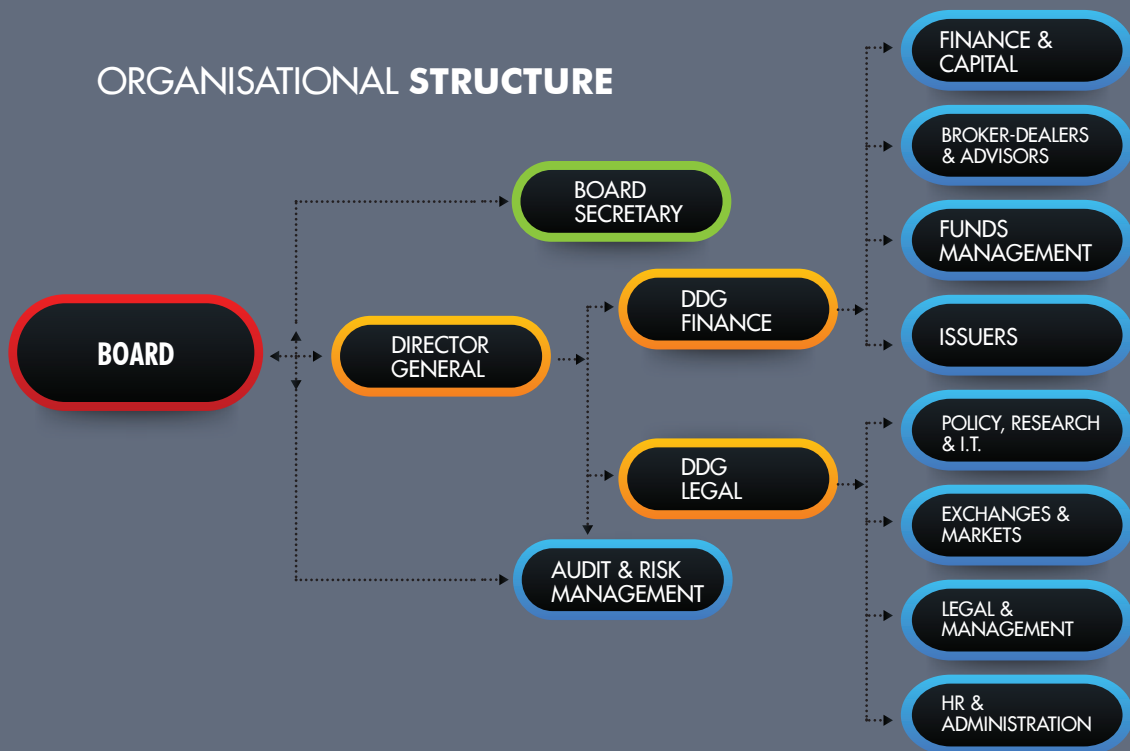 ORGANISATIONAL STRUCTURE
BOARD
BOARD
SECRETARY
DIRECTOR
GENERAL
DDG
FINANCE
DDG
LEGAL
AUDIT & RISK
MANAGEMENT
FINANCE &
CAPITAL
BROKER-DEALERS
& ADVISORS
FUNDS
MANAGEMENT
ISSUERS
POLICY, RESEARCH
& I.T.
EXCHANGES &
MARKETS
LEGAL &
MANAGEMENT
HR &
ADMINISTRATION